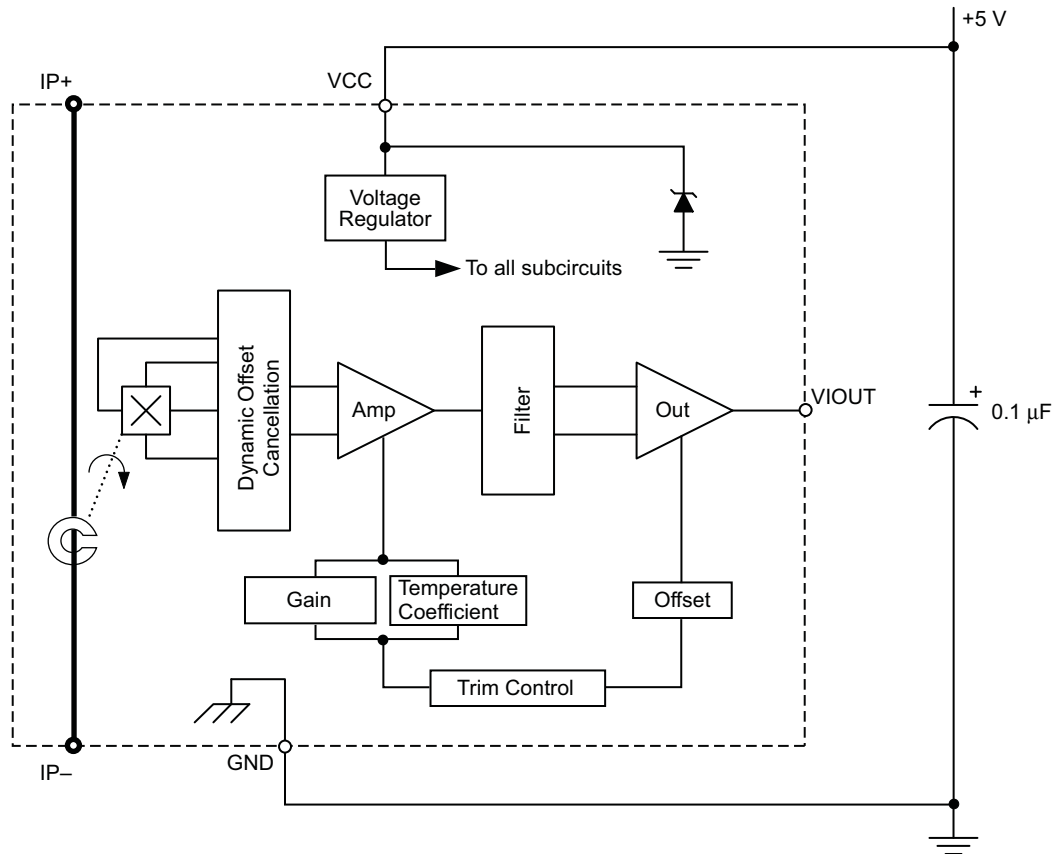 +5 V
IP+
VCC
Voltage
Regulator
To all subcircuits
Dynamic Offset
Cancellation
Amp
Filter
Out
VIOUT
+
0.1 µF
Gain
Temperature
Coefficient
Offset
Trim Control
IP–
GND